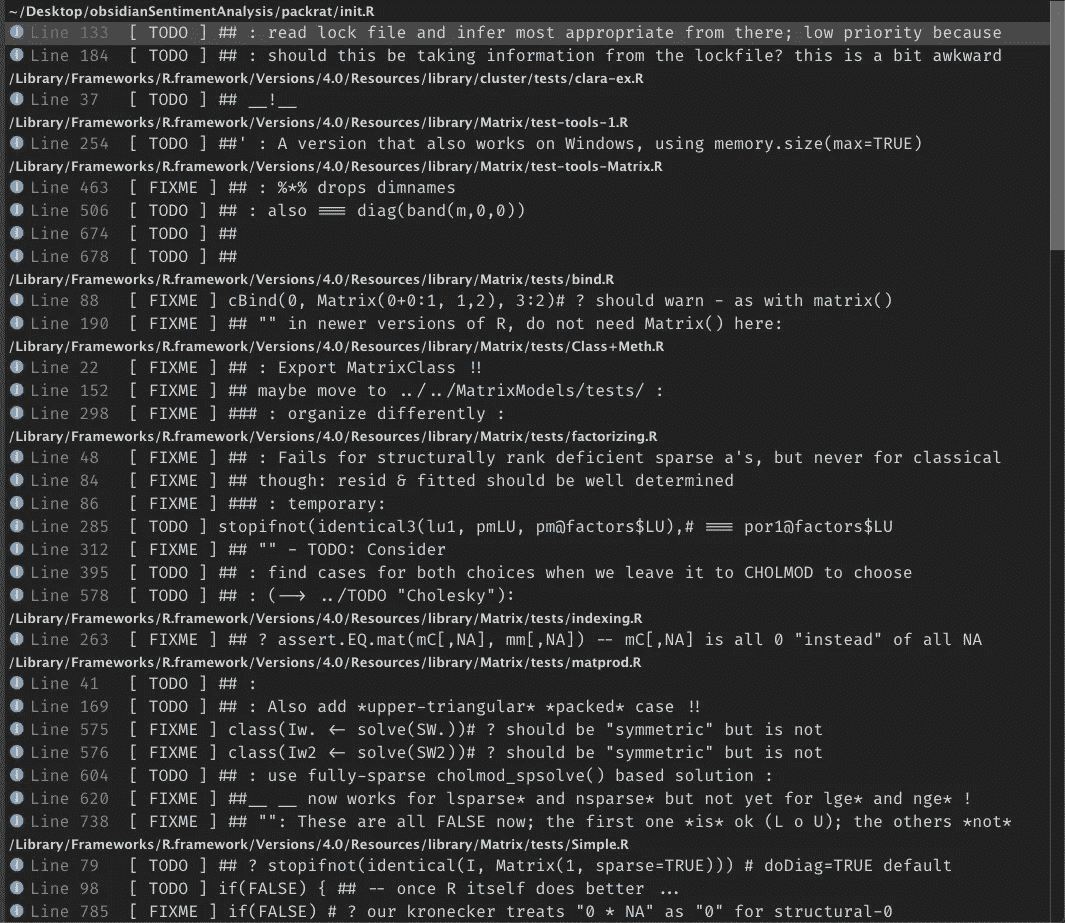 ~/Desktop/obsidianSentimentAnalysis/packrat/init.R
Line 133 [ TODO ] ## : read lock file and infer most appropriate from there; low priority because
Line 184 [ TODO ] ## : should this be taking information from the lockfile? this is a bit awkward
/Library/Frameworks/R.framework/Versions/4.0/Resources/library/cluster/tests/clara-ex.R
Line 37 [ TODO ] ## __!__
/Library/Frameworks/R.framework/Versions/4.0/Resources/library/Matrix/test-tools-1.R
Line 254 [ TODO ] ##' : A version that also works on Windows, using memory.size(max=TRUE)
/Library/Frameworks/R.framework/Versions/4.0/Resources/library/Matrix/test-tools-Matrix.R
Line 463 [ FIXME ] ## : %*% drops dimnames
Line 506 [ TODO ] ## : also === diag(band(m,0,0))
Line 674 [ TODO ] ##
Line 678 [ TODO ] ##
/Library/Frameworks/R.framework/Versions/4.0/Resources/library/Matrix/tests/bind.R
Line 88 [ FIXME ] cBind(0, Matrix(0+0:1, 1,2), 3:2)# ? should warn - as with matrix()
Line 190 [ FIXME ] ## "" in newer versions of R, do not need Matrix() here:
/Library/Frameworks/R.framework/Versions/4.0/Resources/library/Matrix/tests/Class+Meth.R
Line 22 [ FIXME ] ## : Export MatrixClass !!
Line 152 [ FIXME ] ## maybe move to ../../MatrixModels/tests/ :
Line 298 [ FIXME ] ### : organize differently :
/Library/Frameworks/R.framework/Versions/4.0/Resources/library/Matrix/tests/factorizing.R
Line 48 [ FIXME ] ## : Fails for structurally rank deficient sparse a's, but never for classical
Line 84 [ FIXME ] ## though: resid & fitted should be well determined
Line 86 [ FIXME ] ### : temporary:
Line 285 [ TODO ] stopifnot(identical3(lu1, pmLU, pm@factors$LU),# === por1@factors$LU
Line 312 [ FIXME ] ## "" - TODO: Consider
Line 395 [ TODO ] ## : find cases for both choices when we leave it to CHOLMOD to choose
Line 578 [ TODO ] ## : (--> ../TODO "Cholesky"):
/Library/Frameworks/R.framework/Versions/4.0/Resources/library/Matrix/tests/indexing.R
Line 263 [ FIXME ] ## ? assert.EQ.mat(mC[,NA], mm[,NA]) -- mC[,NA] is all 0 "instead" of all NA
/Library/Frameworks/R.framework/Versions/4.0/Resources/library/Matrix/tests/matprod.R
Line 41 [ TODO ] ## :
Line 169 [ TODO ] ## : Also add *upper-triangular* *packed* case !!
Line 575 [ FIXME ] class(Iw. <- solve(SW.))# ? should be "symmetric" but is not
Line 576 [ FIXME ] class(Iw2 <- solve(SW2))# ? should be "symmetric" but is not
Line 604 [ TODO ] ## : use fully-sparse cholmod_spsolve() based solution :
Line 620 [ FIXME ] ##__ __ now works for lsparse* and nsparse* but not yet for lge* and nge* !
Line 738 [ FIXME ] ## "": These are all FALSE now; the first one *is* ok (L o U); the others *not*
/Library/Frameworks/R.framework/Versions/4.0/Resources/library/Matrix/tests/Simple.R
Line 79 [ TODO ] ## ? stopifnot(identical(I, Matrix(1, sparse=TRUE))) # doDiag=TRUE default
Line 98 [ TODO ] if(FALSE) { ## -- once R itself does better ...
Line 785 [ FIXME ] if(FALSE) # ? our kronecker treats "0 * NA" as "0" for structural-0